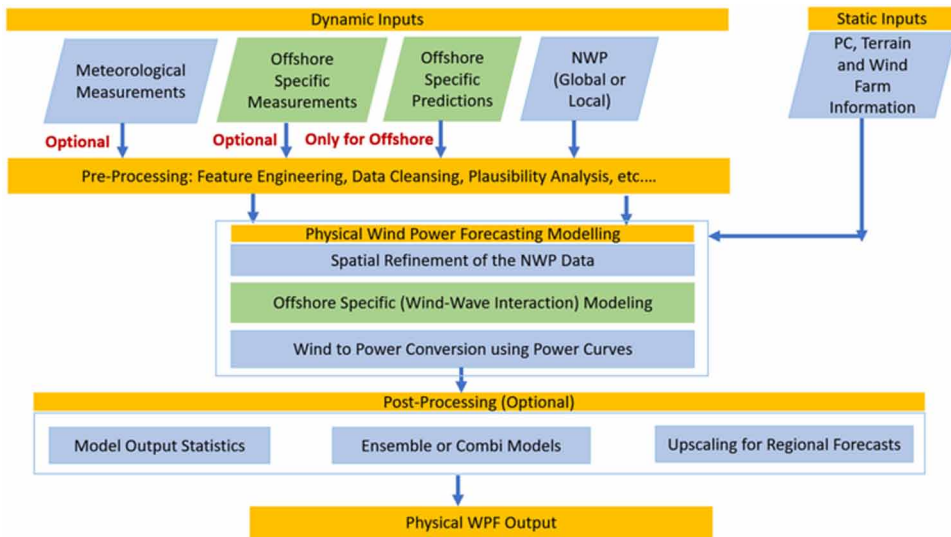 Dynamic Inputs
Static Inputs
Meteorological
Measurements
Offshore
Specific
Measurements
Offshore
Specific
Predictions
NWP
(Global or
Local)
PC, Terrain
and Wind
Farm
Information
Optional
Optional
Only for Offshore
Pre-Processing: Feature Engineering, Data Cleansing, Plausibility Analysis, etc....
Physical Wind Power Forecasting Modelling
Spatial Refinement of the NWP Data
Offshore Specific (Wind-Wave Interaction) Modeling
Wind to Power Conversion using Power Curves
Post-Processing (Optional)
Model Output Statistics
Ensemble or Combi Models
Upscaling for Regional Forecasts
Physical WPF Output